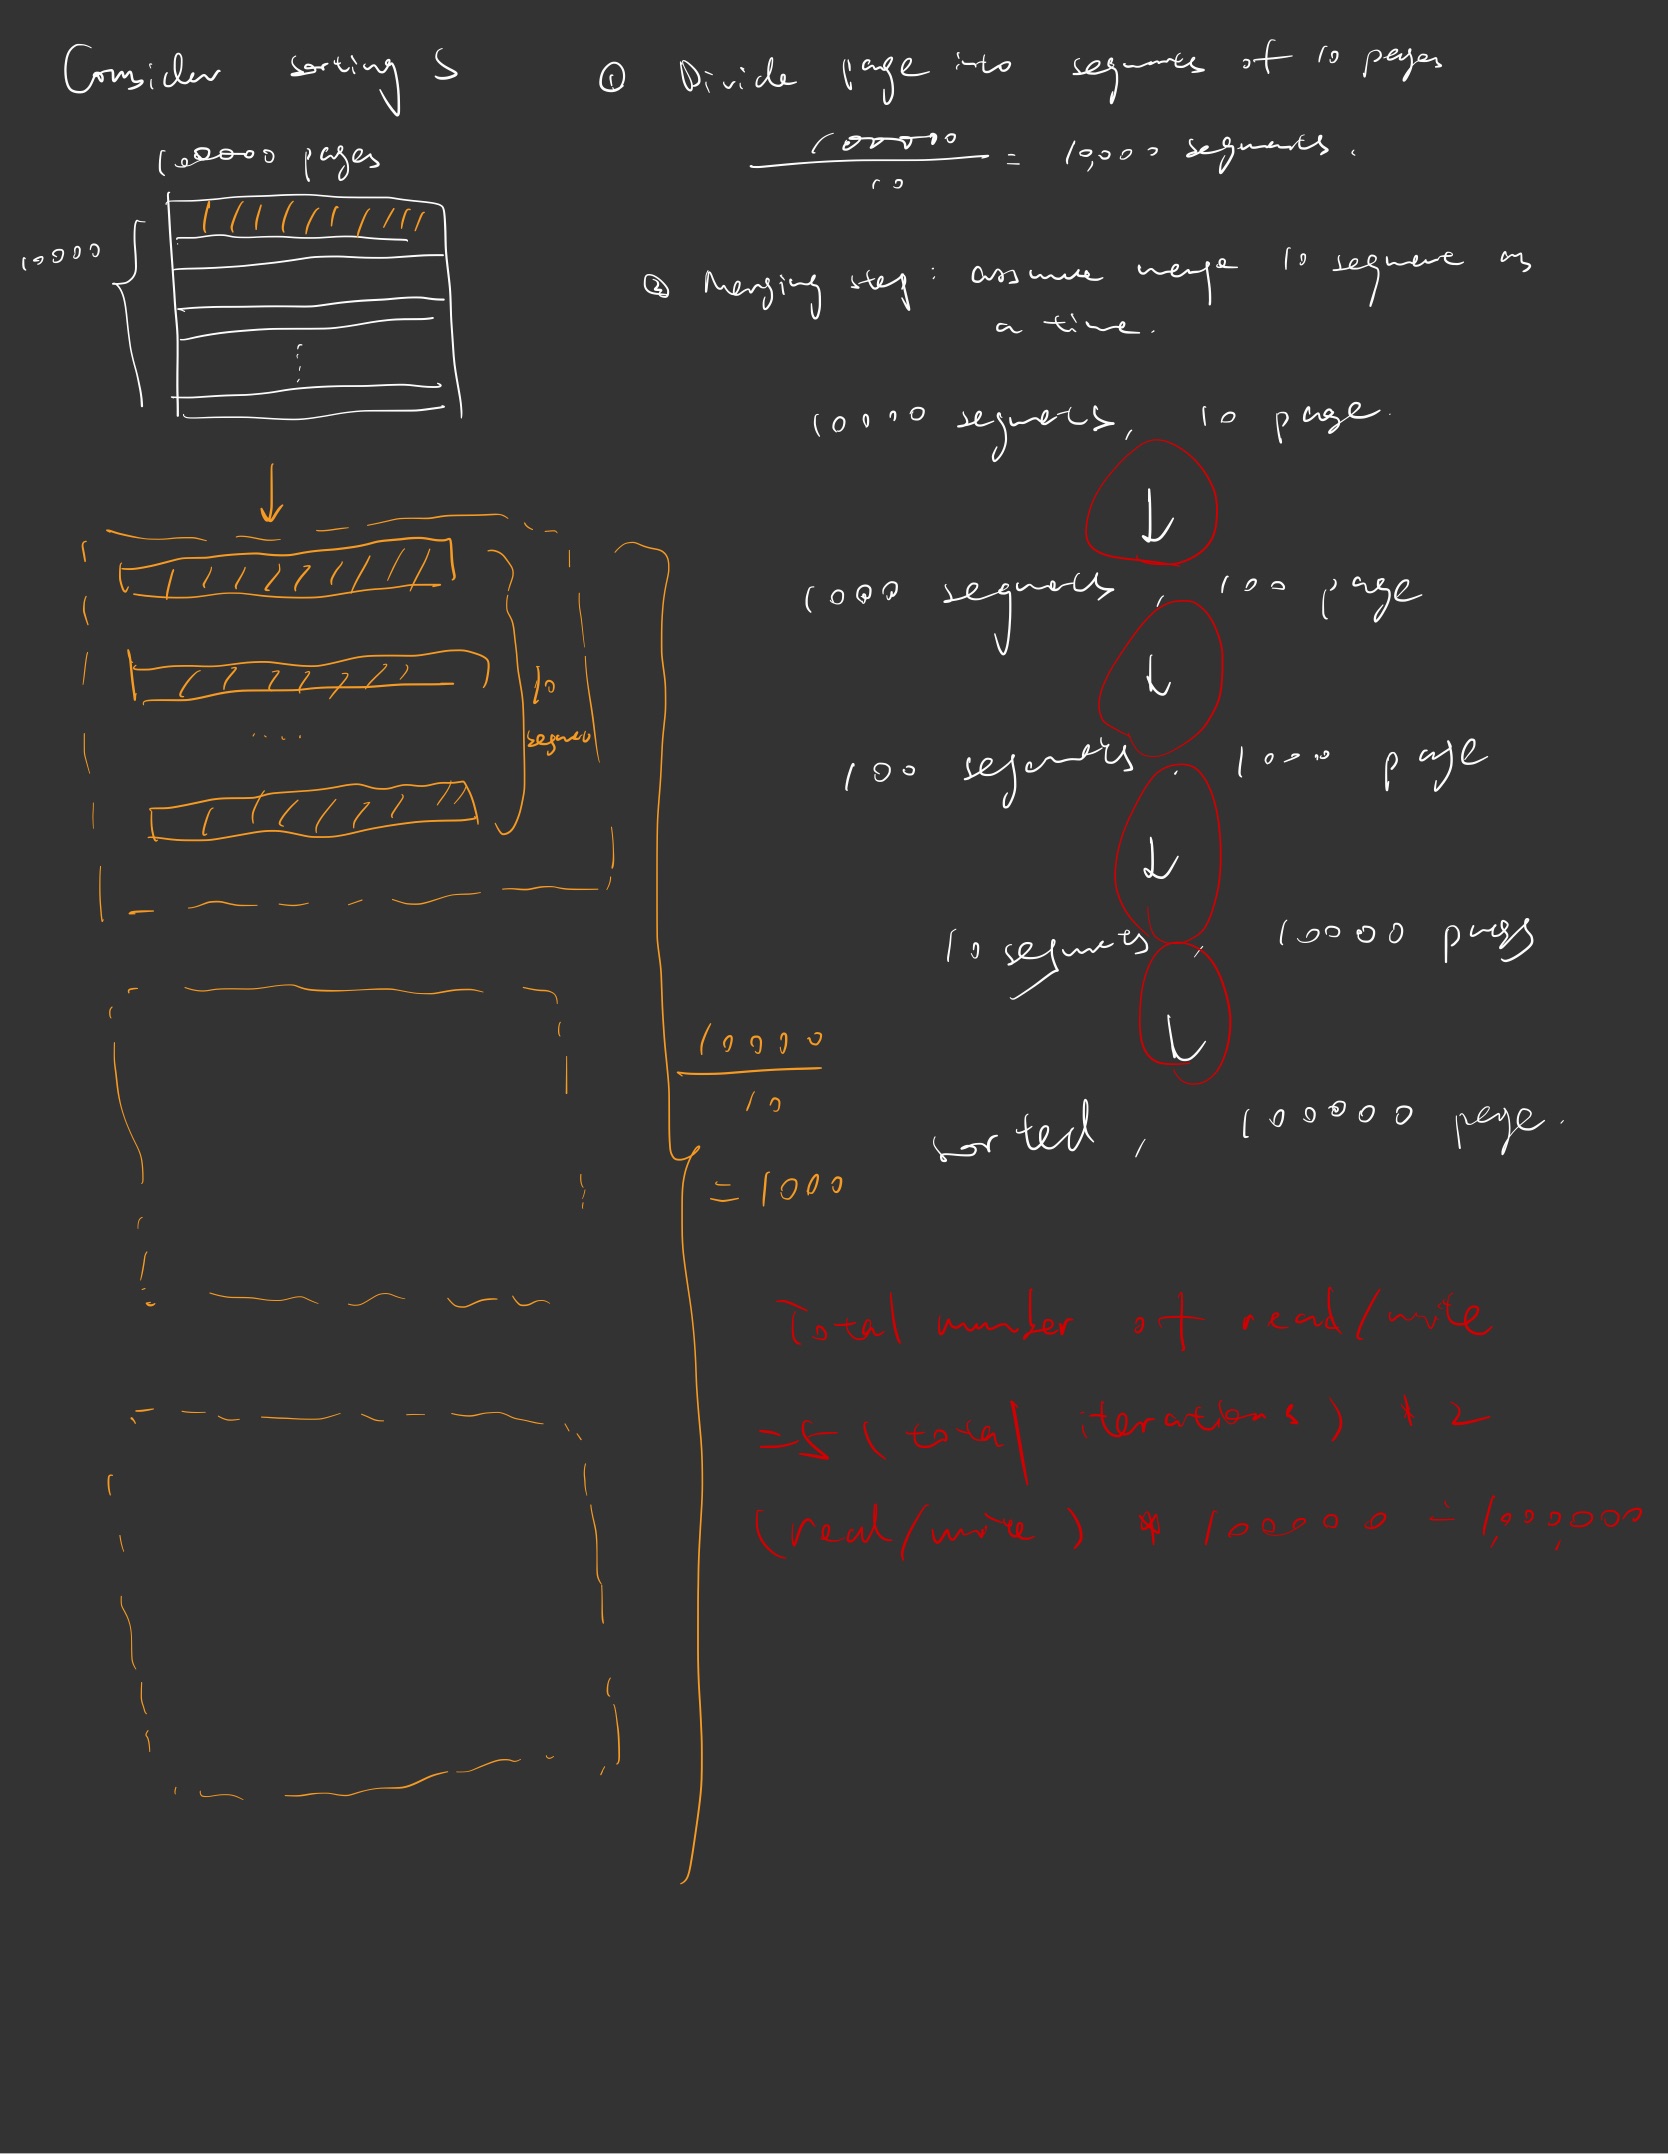 Consider sorting S
100000 pages
10000
① Divide page into segments of 10 pages
100000
10
= 10,000 segments.
② Merging step: assume merge 10 segment as
a time.
10000 segments, 10 page.
↓
1000 segments, 100 page
↓
100 segments, 1000 page
↓
10 segments, 10000 pages
↓
sorted, 100000 page.
10
segmen
10000
10
= 1000
Total number of read/write
= 5 (total iterations) * 2
(read/write) * 100000 = 1,000,000